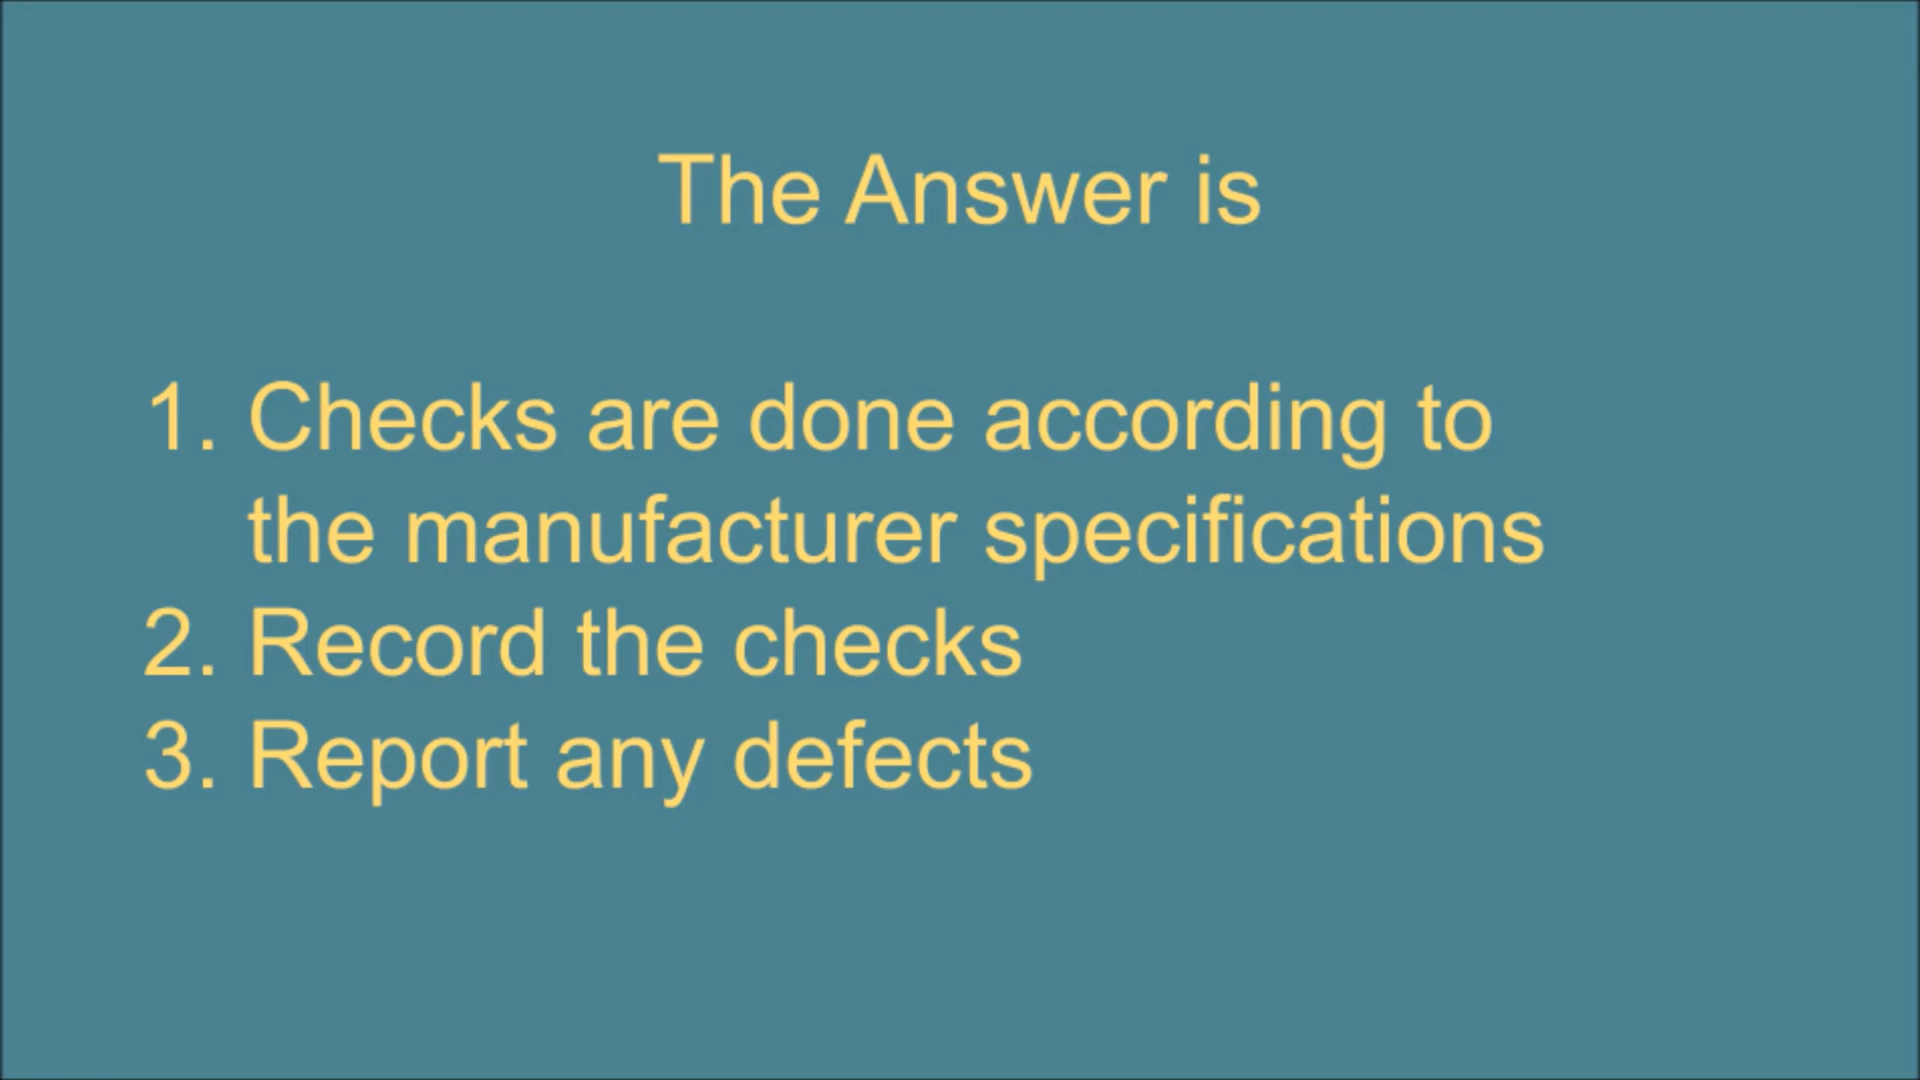 The Answer is
1. Checks are done according to
the manufacturer specifications
2. Record the checks
3. Report any defects